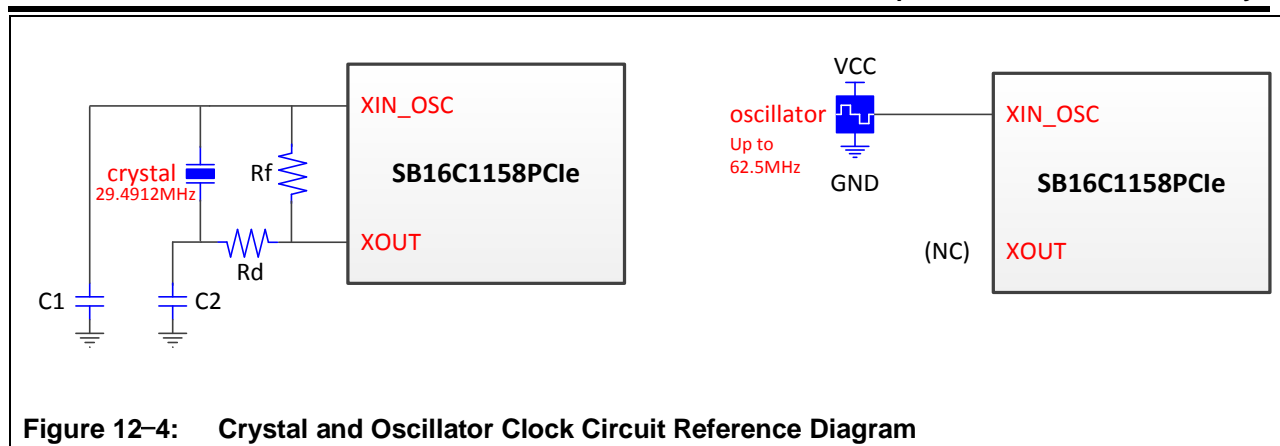 XIN_OSC
crystal
29.4912MHz
Rf
SB16C1158PCIe
XOUT
Rd
C1
C2
VCC
oscillator
Up to
62.5MHz
GND
XIN_OSC
SB16C1158PCIe
(NC)
XOUT
Figure 12–4: Crystal and Oscillator Clock Circuit Reference Diagram